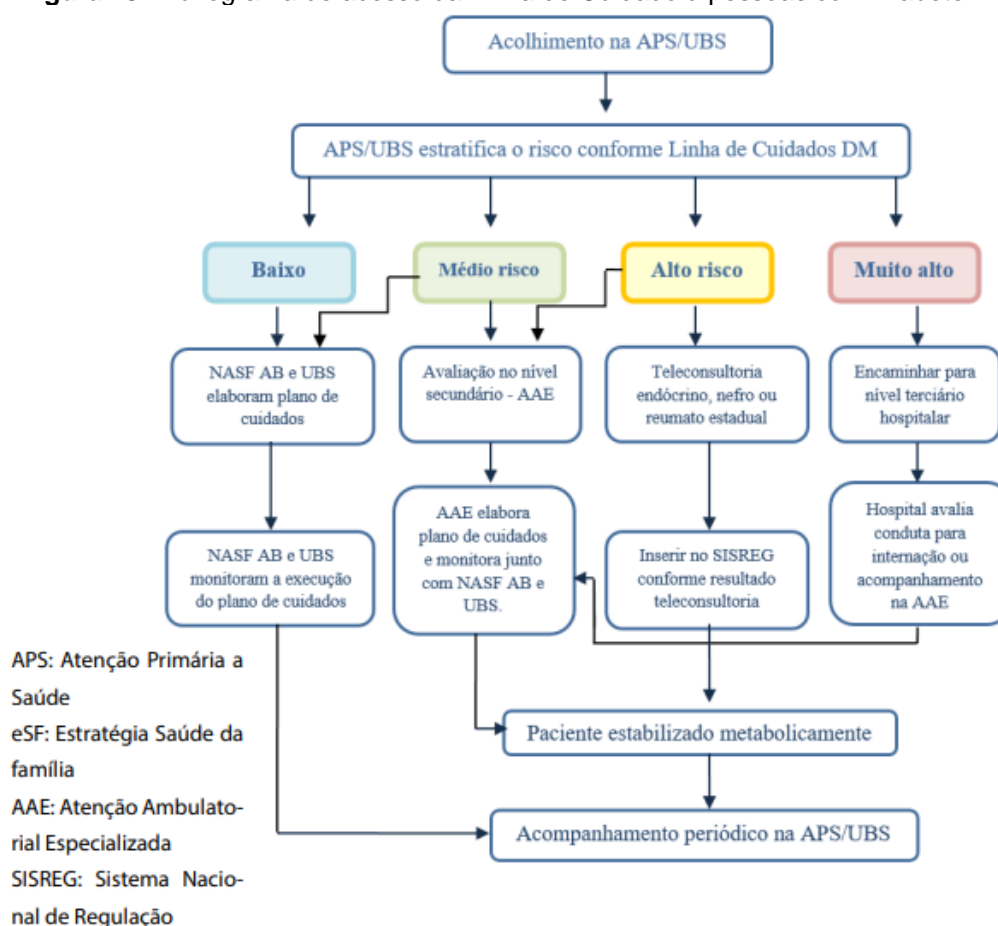 Acolhimento na APS/UBS
APS/UBS estratifica o risco conforme Linha de Cuidados DM
Baixo
Médio risco
Alto risco
Muito alto
NASF AB e UBS
elaboram plano de
cuidados
Avaliação no nível
secundário - AAE
Teleconsultoria
endócrino, nefro ou
reumato estadual
Encaminhar para
nível terciário
hospitalar
NASF AB e UBS
monitoram a execução
do plano de cuidados
AAE elabora
plano de cuidados
e monitora junto
com NASF AB e
UBS.
Inserir no SISREG
conforme resultado
teleconsultoria
Hospital avalia
conduta para
internação ou
acompanhamento
na AAE
Paciente estabilizado metabolicamente
Acompanhamento periódico na APS/UBS
APS: Atenção Primária a
Saúde
eSF: Estratégia Saúde da
família
AAE: Atenção Ambulato-
rial Especializada
SISREG: Sistema Nacio-
nal de Regulação